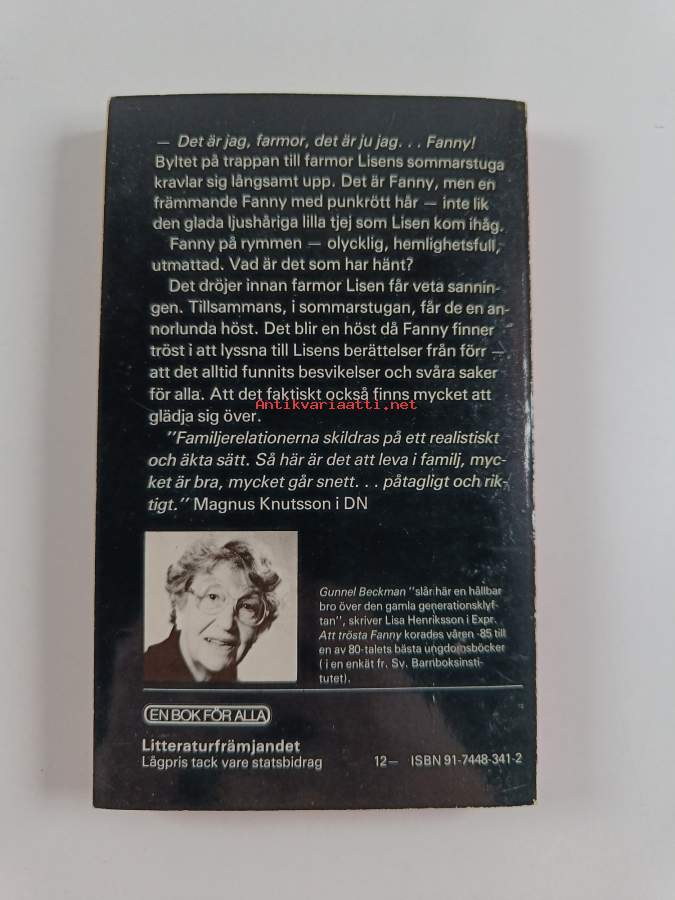 — Det är jag, farmor, det är ju jag. . . Fanny!
Byltet på trappan till farmor Lisens sommarstuga
kravlar sig långsamt upp. Det är Fanny, men en
främmande Fanny med punkrött hår — inte lik
den glada ljushåriga lilla tjej som Lisen kom ihåg.
Fanny på rymmen — olycklig, hemlighetsfull,
utmattad. Vad är det som har hänt?
Det dröjer innan farmor Lisen får veta sannin-
gen. Tillsammans, i sommarstugan, får de en an-
norlunda höst. Det blir en höst då Fanny finner
tröst i att lyssna till Lisens berättelser från förr —
att det alltid funnits besvikelser och svåra saker
för alla. Att det faktiskt också finns mycket att
Antikvariaatti.net
glädja sig över.
"Familjerelationerna skildras på ett realistiskt
och äkta sätt. Så här är det att leva i familj, myc-
ket är bra, mycket går snett. . . påtagligt och rik-
tigt." Magnus Knutsson i DN
Gunnel Beckman "slår här en hållbar
bro över den gamla generationsklyf-
tan", skriver Lisa Henriksson i Expr.
Att trösta Fanny korades våren -85 till
en av 80-talets bästa ungdomsböcker
( i en enkät fr. Sv. Barnboksinsti-
tutet).
EN BOK FÖR ALLA
Litteraturfrämjandet
Lågpris tack vare statsbidrag
12— ISBN 91-7448-341-2